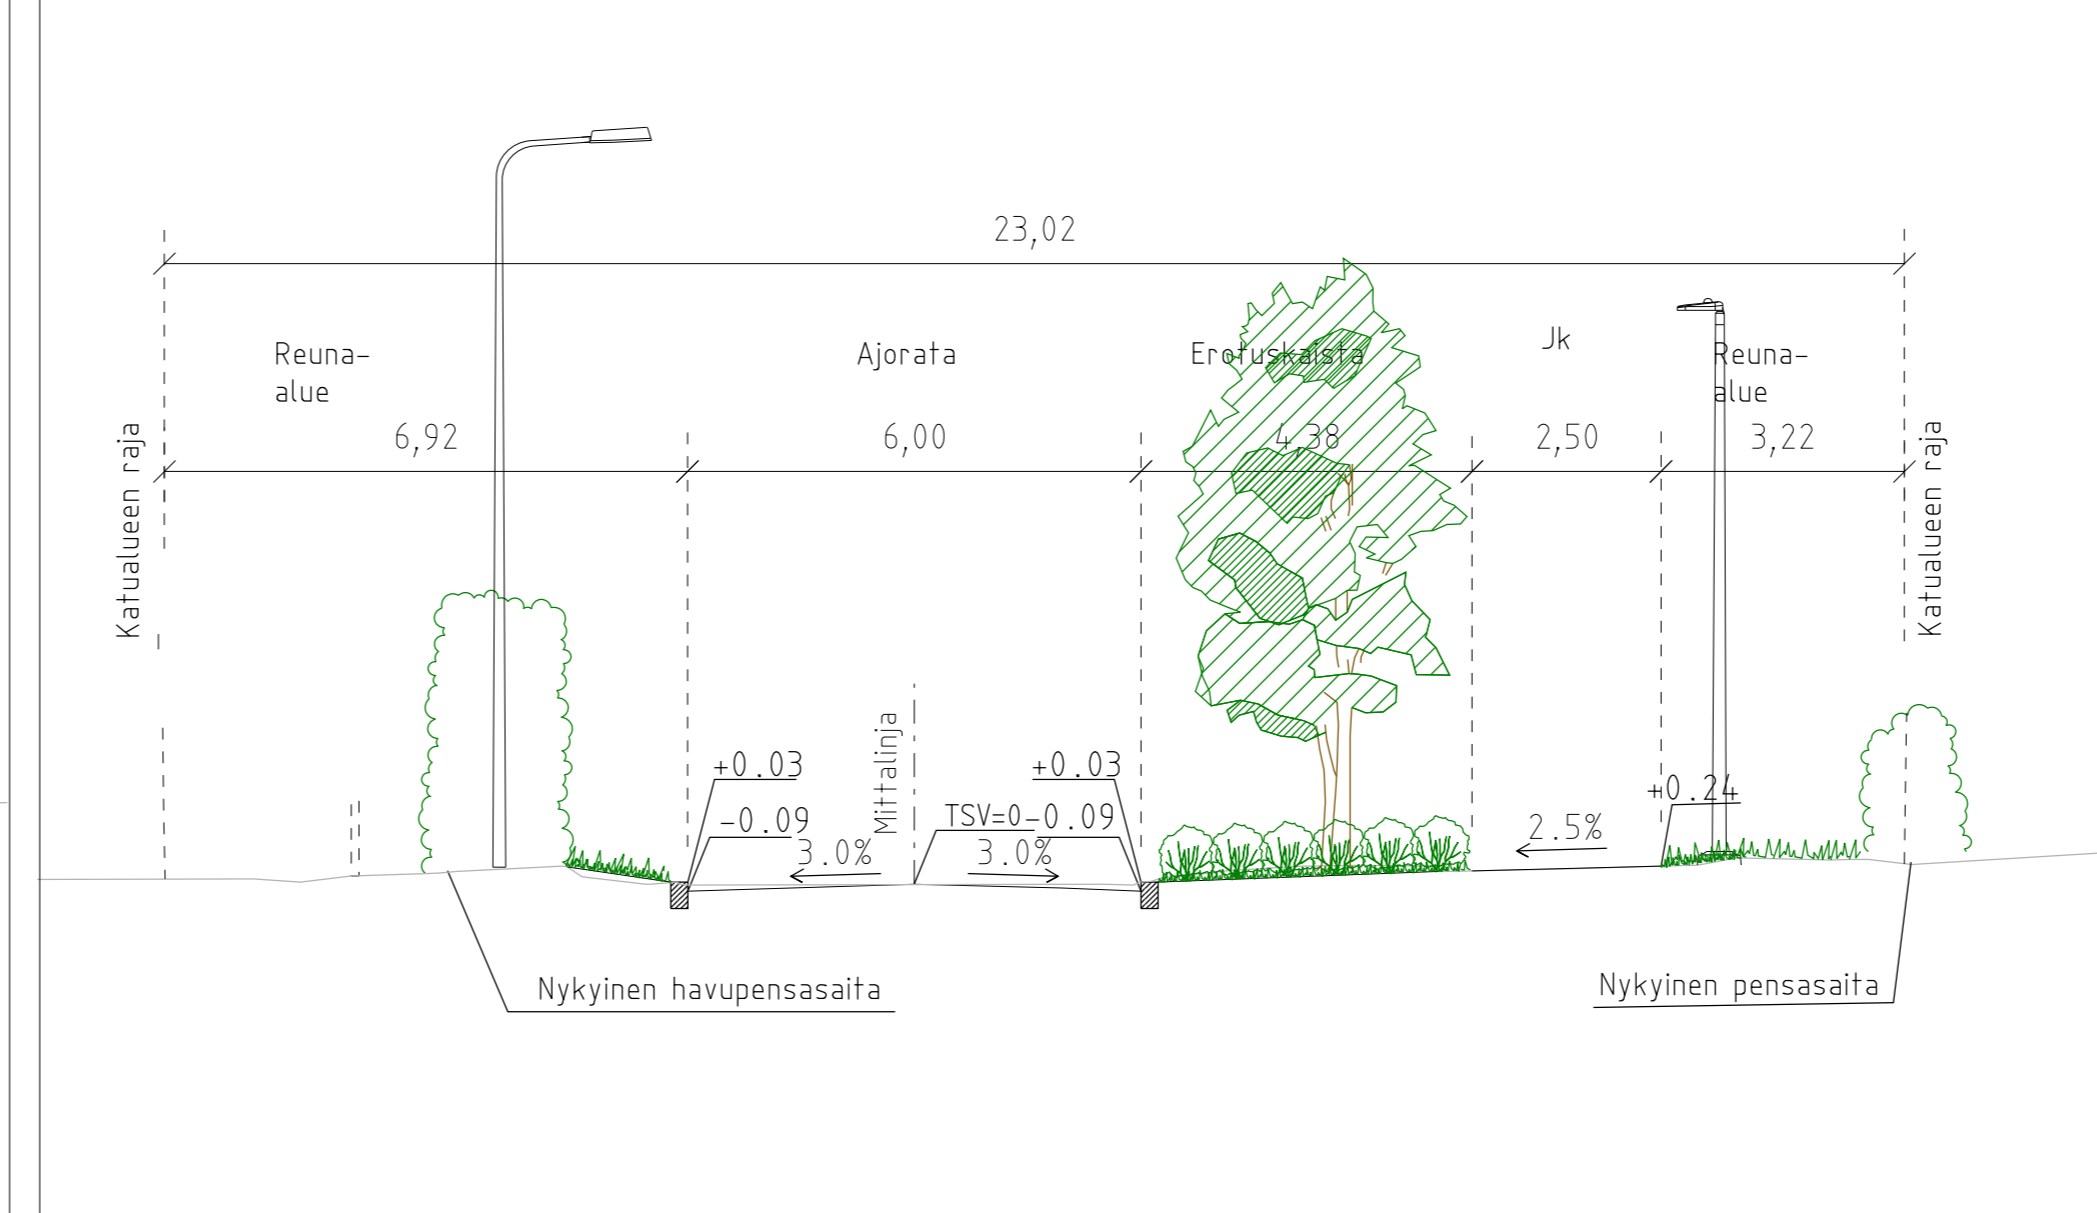 23,02
Reuna-
alue
Ajorata
Erotuskaista
Jk
Reuna-
alue
6,92
6,00
4,38
2,50
3,22
Katualueen raja
Katualueen raja
Mittalinja
+0.03
+0.03
-0.09
TSV=0
-0.09
3.0%
3.0%
2.5%
+0.24
Nykyinen havupensasaita
Nykyinen pensasaita